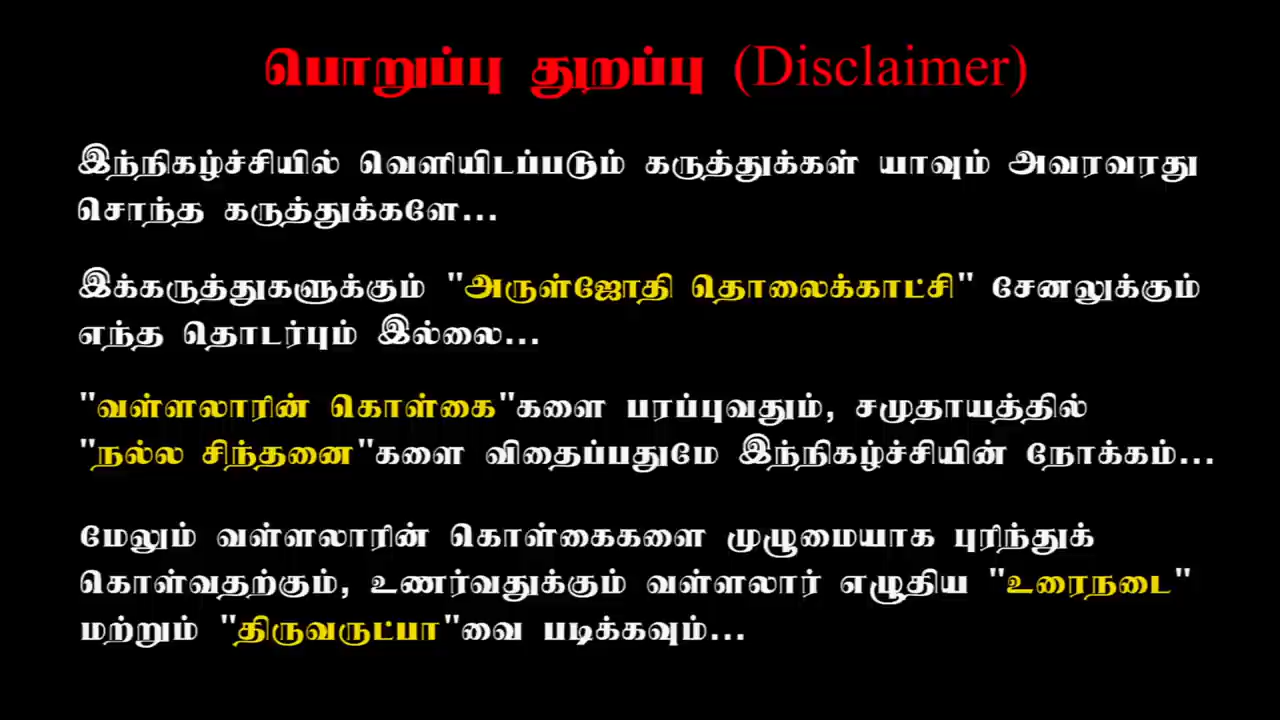 பொறுப்பு துறப்பு (Disclaimer)
இந்நிகழ்ச்சியில் வெளியிடப்படும் கருத்துக்கள் யாவும் அவரவரது
சொந்த கருத்துக்களே...
இக்கருத்துகளுக்கும் "அருள்ஜோதி தொலைக்காட்சி" சேனலுக்கும்
எந்த தொடர்பும் இல்லை...
"வள்ளலாரின் கொள்கை"களை பரப்புவதும், சமுதாயத்தில்
"நல்ல சிந்தனை"களை விதைப்பதுமே இந்நிகழ்ச்சியின் நோக்கம்...
மேலும் வள்ளலாரின் கொள்கைகளை முழுமையாக புரிந்துக்
கொள்வதற்கும், உணர்வதுக்கும் வள்ளலார் எழுதிய "உரைநடை"
மற்றும் "திருவருட்பா"வை படிக்கவும்...